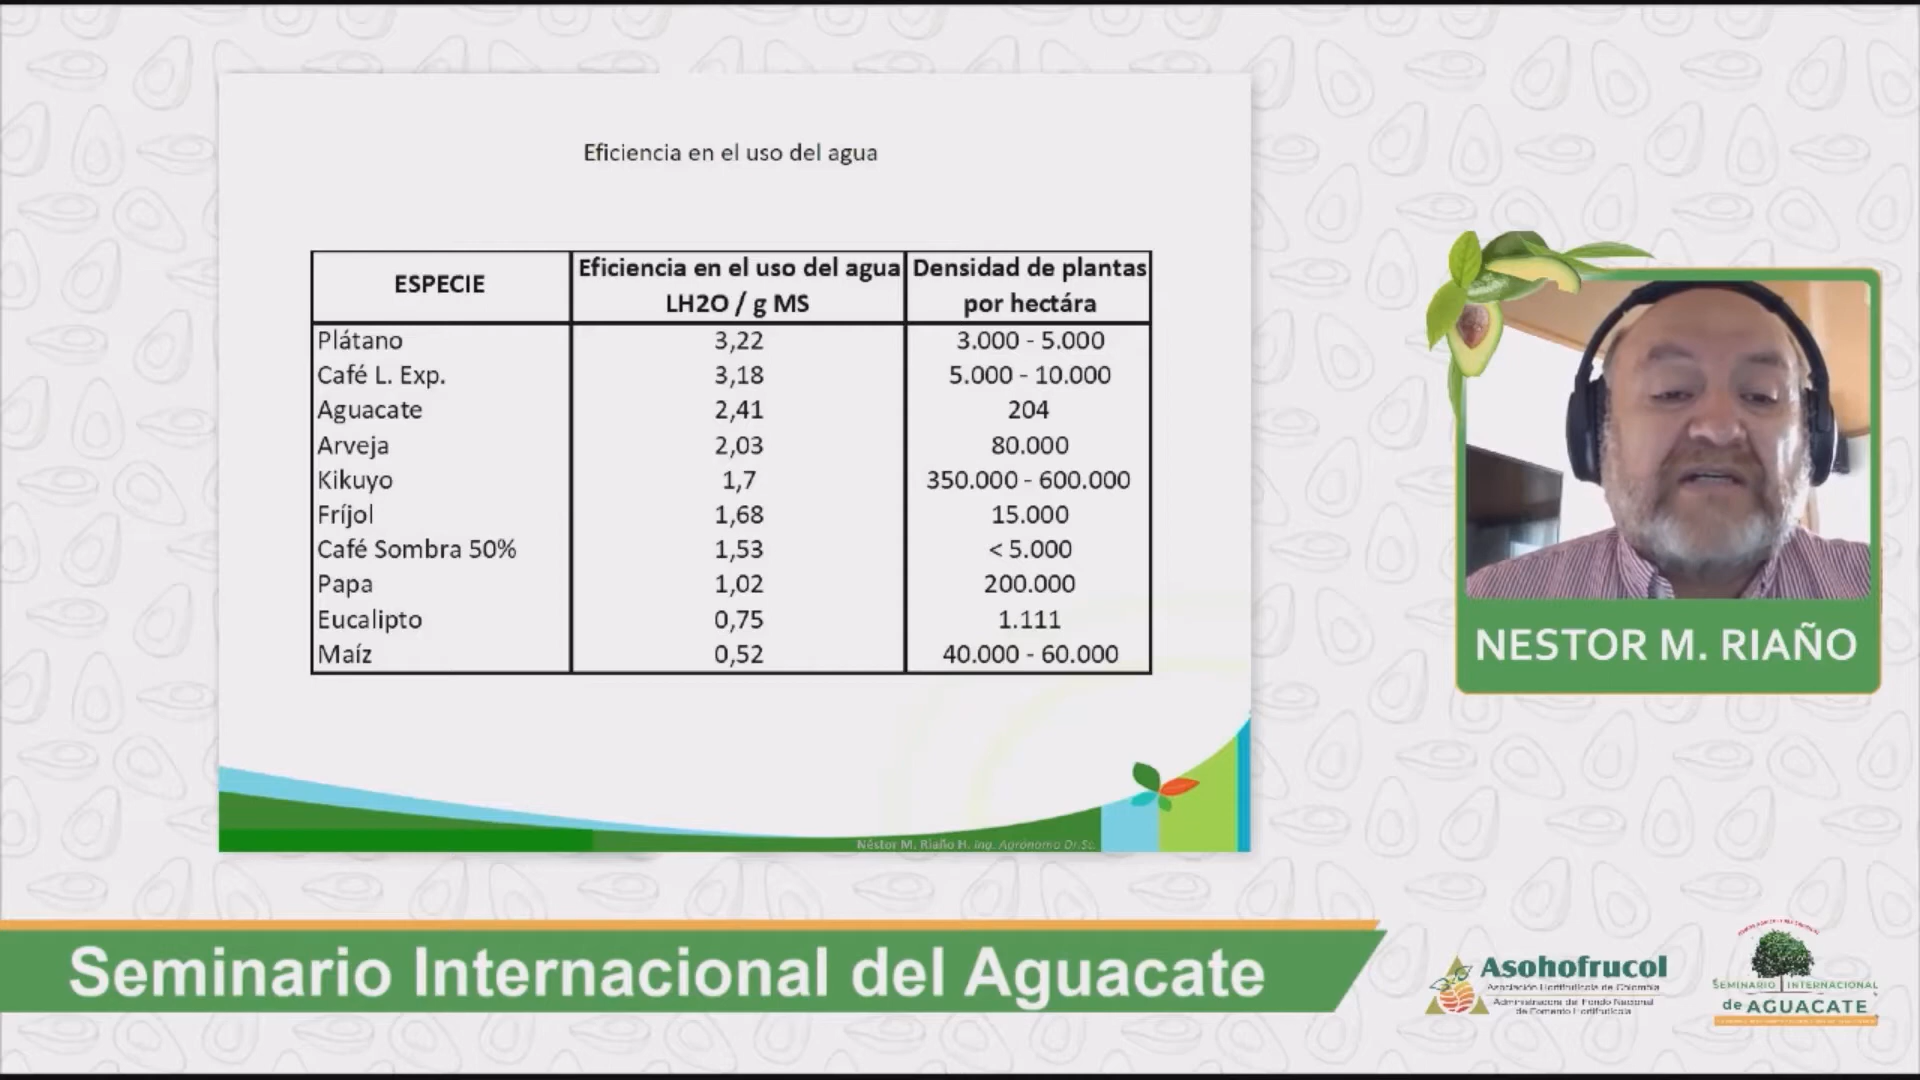 Eficiencia en el uso del agua
ESPECIE
Eficiencia en el uso del agua
LH2O / g MS
Densidad de plantas
por hectára
Plátano 3,22 3.000 - 5.000
Café L. Exp. 3,18 5.000 - 10.000
Aguacate 2,41 204
Arveja 2,03 80.000
Kikuyo 1,7 350.000 - 600.000
Fríjol 1,68 15.000
Café Sombra 50% 1,53 < 5.000
Papa 1,02 200.000
Eucalipto 0,75 1.111
Maíz 0,52 40.000 - 60.000
Néstor M. Riaño H. Ing. Agrónomo Dr.Sc.
NESTOR M. RIAÑO
Seminario Internacional del Aguacate
Asohofrucol
Asociación Hortifrutícola de Colombia
Administradora del Fondo Nacional
de Fomento Hortifrutícola
SEMINARIO INTERNACIONAL
de AGUACATE